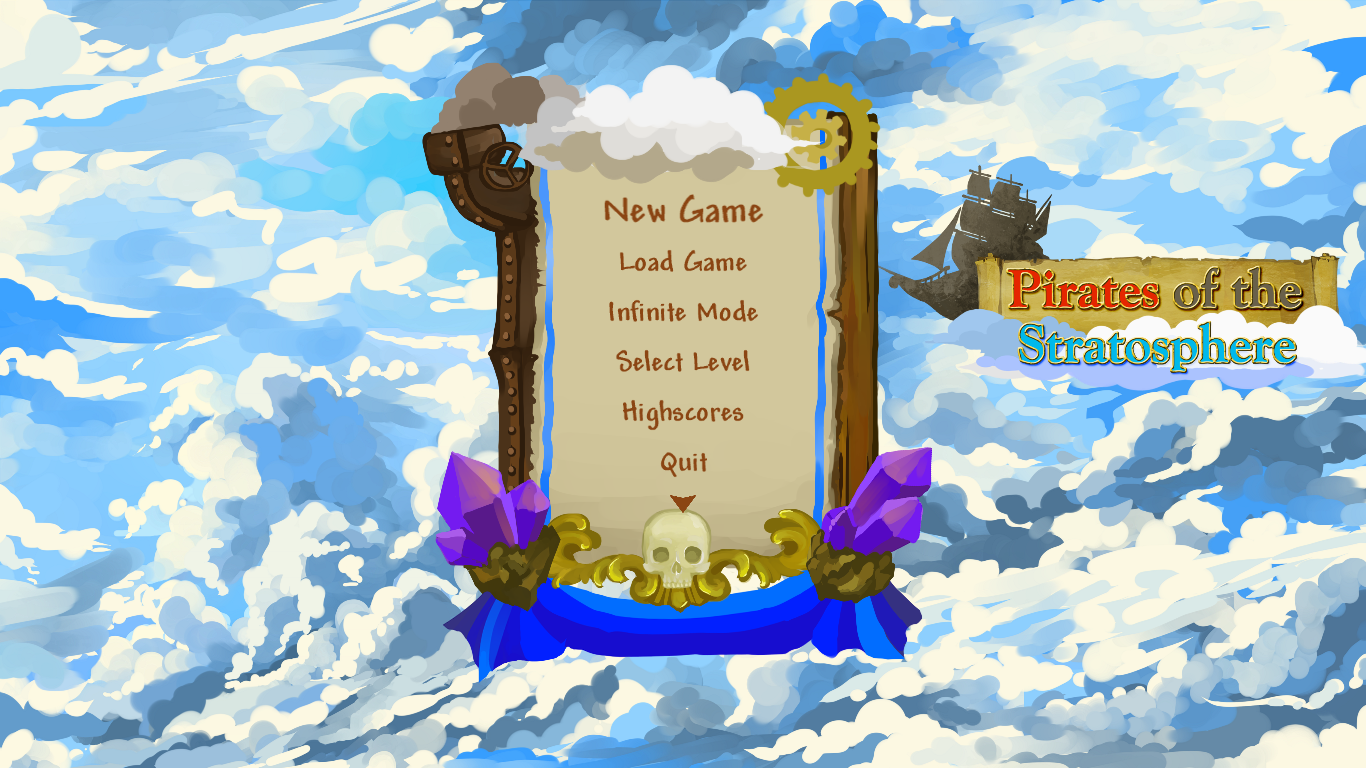 New Game
Load Game
Infinite Mode
Select Level
Highscores
Quit
Pirates of the
Stratosphere